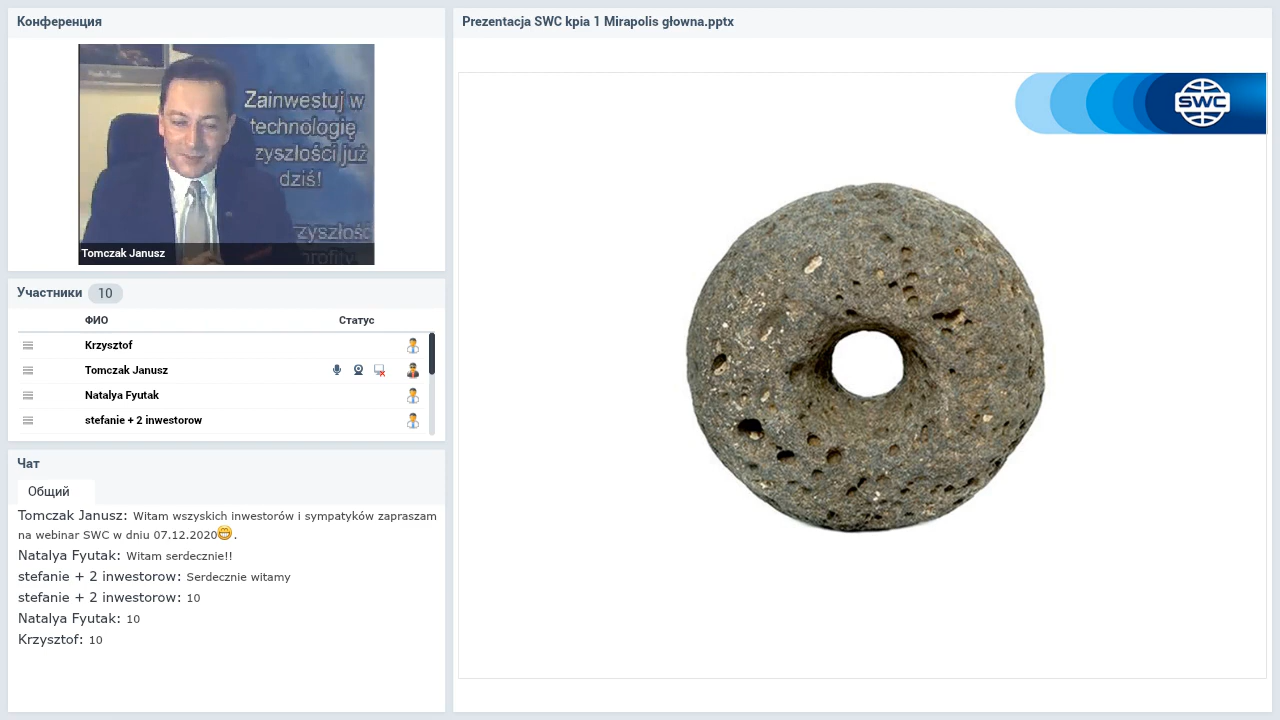 Конференция
Zainwestuj w
technologię
zyszłości już
dziś!
zyszłośc
profity
Tomczak Janusz
Участники 10
ФИО Статус
Krzysztof
Tomczak Janusz
Natalya Fyutak
stefanie + 2 inwestorow
Чат
Общий
Tomczak Janusz: Witam wszyskich inwestorów i sympatyków zapraszam
na webinar SWC w dniu 07.12.2020.
Natalya Fyutak: Witam serdecznie!!
stefanie + 2 inwestorow: Serdecznie witamy
stefanie + 2 inwestorow: 10
Natalya Fyutak: 10
Krzysztof: 10
Prezentacja SWC kpia 1 Mirapolis głowna.pptx
SWC